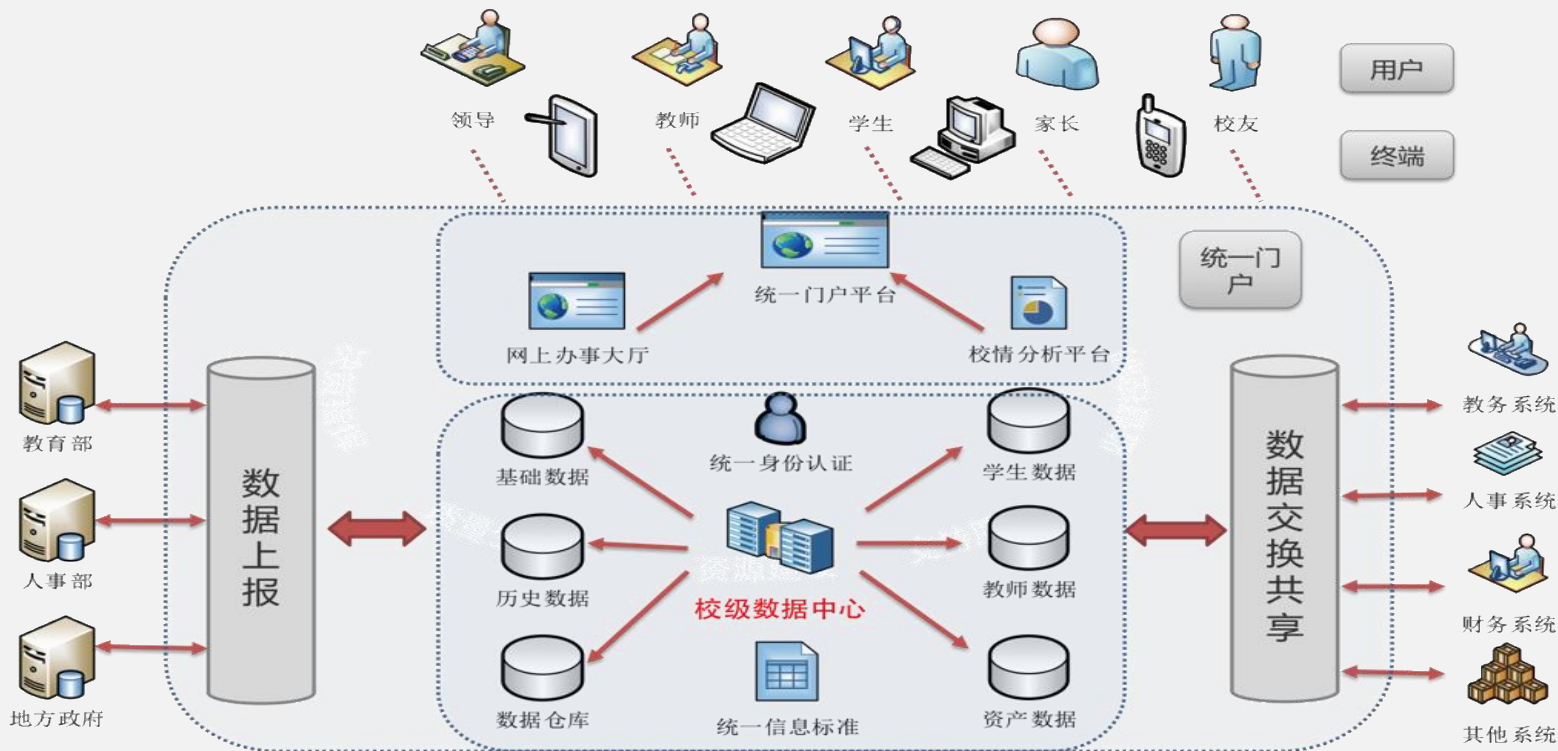 领导
教师
学生
家长
校友
用户
终端
统一门
户
统一门户平台
网上办事大厅
校情分析平台
教育部
人事部
地方政府
数据上报
基础数据
历史数据
数据仓库
统一身份认证
校级数据中心
统一信息标准
学生数据
教师数据
资产数据
数据交换共享
教务系统
人事系统
财务系统
其他系统